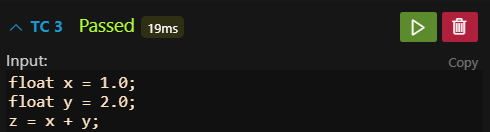 TC 3 Passed 19ms
Input: Copy
float x = 1.0;
float y = 2.0;
z = x + y;